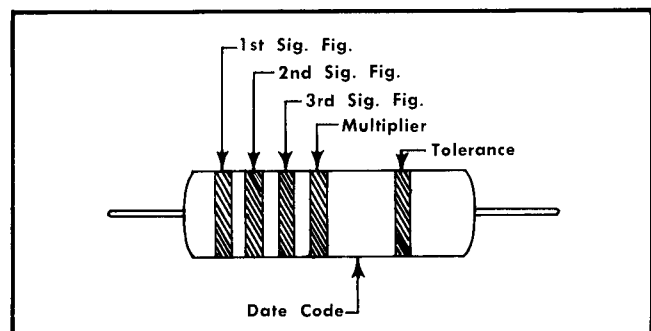 1st Sig. Fig.
2nd Sig. Fig.
3rd Sig. Fig.
Multiplier
Tolerance
Date Code